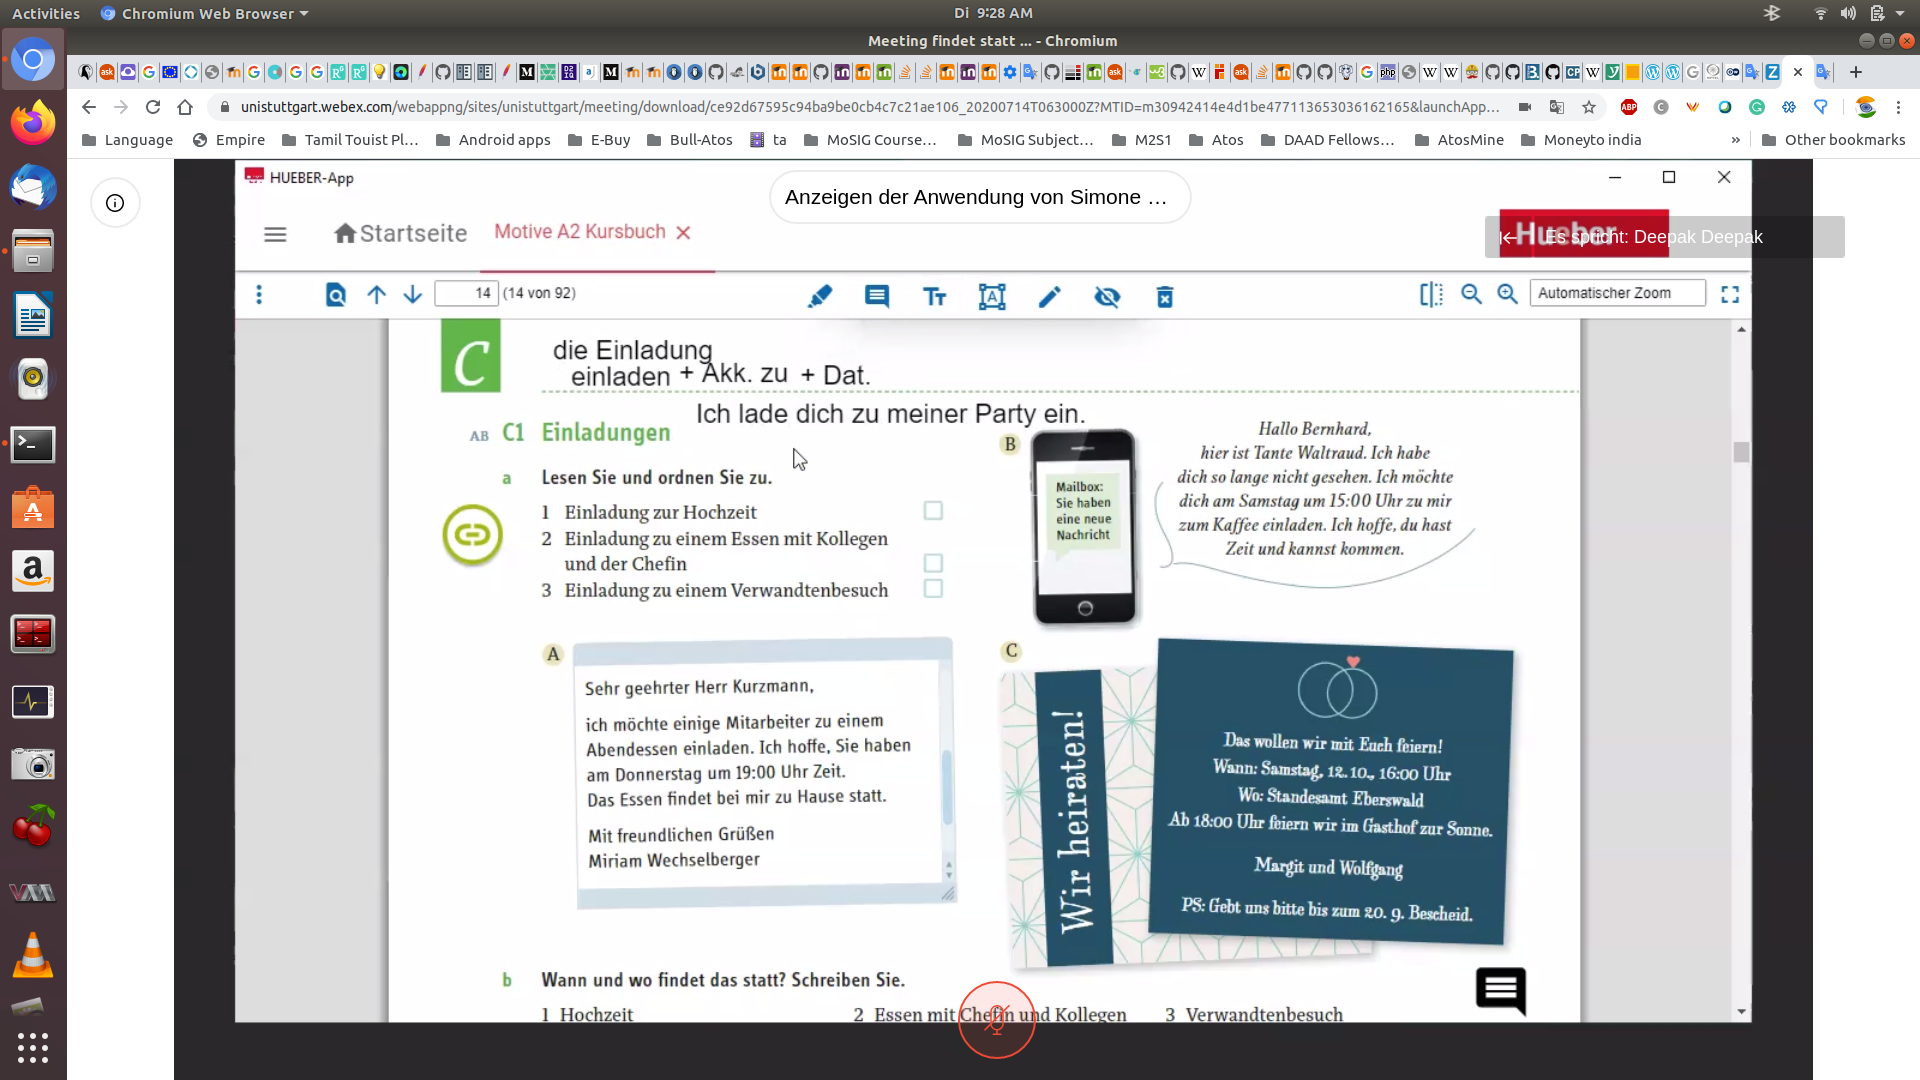 Activities
Chromium Web Browser
Di 9:28 AM
Meeting findet statt ... - Chromium
unistuttgart.webex.com/webappng/sites/unistuttgart/meeting/download/ce92d67595c94ba9be0cb4c7c21ae106_20200714T063000Z?MTID=m30942414e4d1be477113653036162165&launchApp...
Language
Empire
Tamil Touist Pl...
Android apps
E-Buy
Bull-Atos
ta
MoSIG Course...
MoSIG Subject...
M2S1
Atos
DAAD Fellows...
AtosMine
Moneyto india
»
Other bookmarks
HUEBER-App
Anzeigen der Anwendung von Simone ...
Startseite
Motive A2 Kursbuch
Hueber
Es spricht: Deepak Deepak
14 (14 von 92)
Automatischer Zoom
C
die Einladung
einladen + Akk. zu + Dat.
Ich lade dich zu meiner Party ein.
AB C1 Einladungen
a Lesen Sie und ordnen Sie zu.
1 Einladung zur Hochzeit
2 Einladung zu einem Essen mit Kollegen
und der Chefin
3 Einladung zu einem Verwandtenbesuch
B
Mailbox:
Sie haben
eine neue
Nachricht
Hallo Bernhard,
hier ist Tante Waltraud. Ich habe
dich so lange nicht gesehen. Ich möchte
dich am Samstag um 15:00 Uhr zu mir
zum Kaffee einladen. Ich hoffe, du hast
Zeit und kannst kommen.
A
Sehr geehrter Herr Kurzmann,
ich möchte einige Mitarbeiter zu einem
Abendessen einladen. Ich hoffe, Sie haben
am Donnerstag um 19:00 Uhr Zeit.
Das Essen findet bei mir zu Hause statt.
Mit freundlichen Grüßen
Miriam Wechselberger
C
Wir heiraten!
Das wollen wir mit Euch feiern!
Wann: Samstag, 12.10., 16:00 Uhr
Wo: Standesamt Eberswald
Ab 18:00 Uhr feiern wir im Gasthof zur Sonne.
Margit und Wolfgang
PS: Gebt uns bitte bis zum 20. 9. Bescheid.
b Wann und wo findet das statt? Schreiben Sie.
1 Hochzeit
2 Essen mit Chefin und Kollegen
3 Verwandtenbesuch